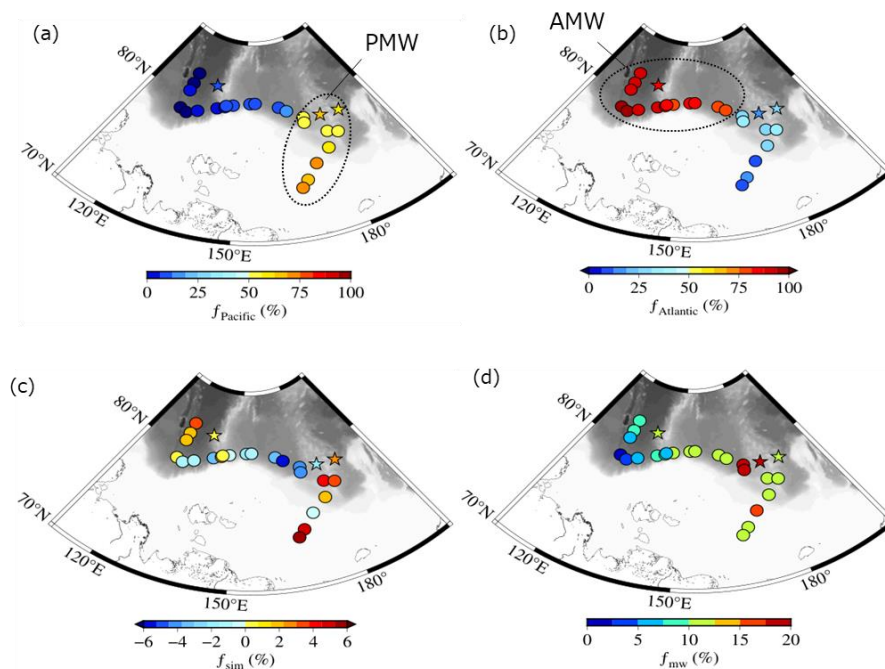 (a)
PMW
80°N
70°N
120°E
150°E
180°
0 25 50 75 100
fPacific (%)
(b)
AMW
80°N
70°N
120°E
150°E
180°
0 25 50 75 100
fAtlantic (%)
(c)
80°N
70°N
120°E
150°E
180°
−6 −4 −2 0 2 4 6
fsim (%)
(d)
80°N
70°N
120°E
150°E
180°
0 5 10 15 20
fmw (%)